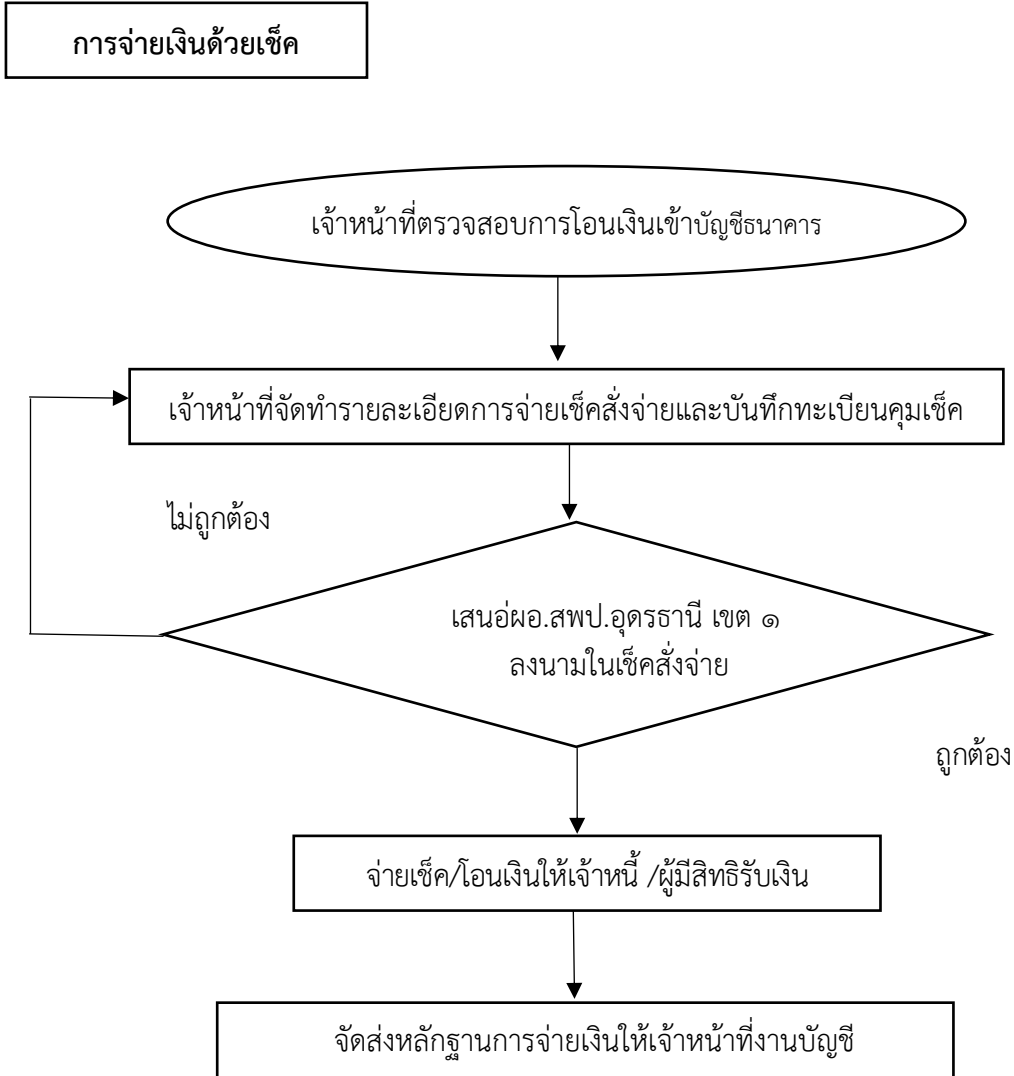 การจ่ายเงินด้วยเช็ค
เจ้าหน้าที่ตรวจสอบการโอนเงินเข้าบัญชีธนาคาร
เจ้าหน้าที่จัดทำรายละเอียดการจ่ายเช็คสั่งจ่ายและบันทึกทะเบียนคุมเช็ค
ไม่ถูกต้อง
เสนอ่ผอ.สพป.อุดรธานี เขต ๑
ลงนามในเช็คสั่งจ่าย
ถูกต้อง
จ่ายเช็ค/โอนเงินให้เจ้าหนี้ /ผู้มีสิทธิรับเงิน
จัดส่งหลักฐานการจ่ายเงินให้เจ้าหน้าที่งานบัญชี